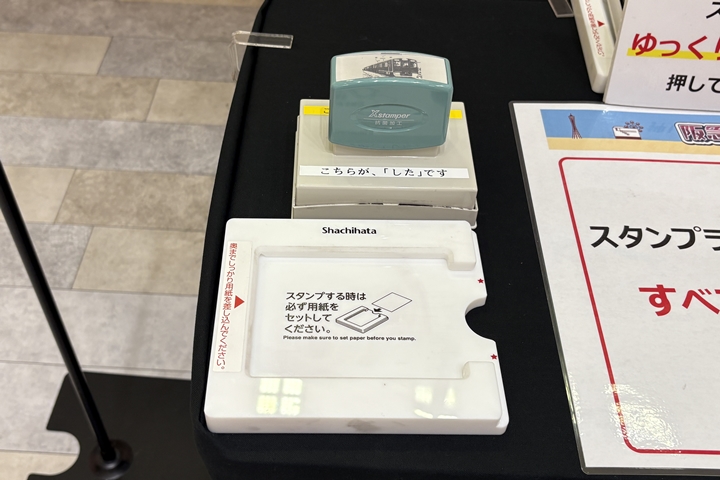 Xstamper
こちらが、「した」です
Shachihata
奥までしっかり用紙を差し込んでください。
スタンプする時は
必ず用紙を
セットして
ください。
Please make sure to set paper before you stamp.
ゆっく
押して
阪
スタンプラ
すべ